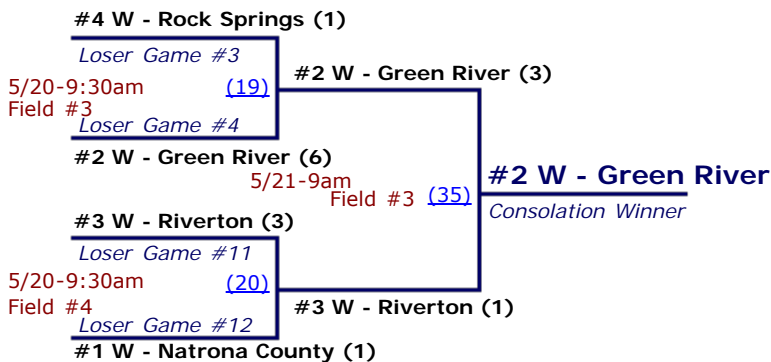 #4 W - Rock Springs (1)
Loser Game #3
#2 W - Green River (3)
5/20-9:30am (19)
Field #3
Loser Game #4
#2 W - Green River (6)
5/21-9am
Field #3 (35)
#2 W - Green River
Consolation Winner
#3 W - Riverton (3)
Loser Game #11
5/20-9:30am (20)
Field #4
#3 W - Riverton (1)
Loser Game #12
#1 W - Natrona County (1)